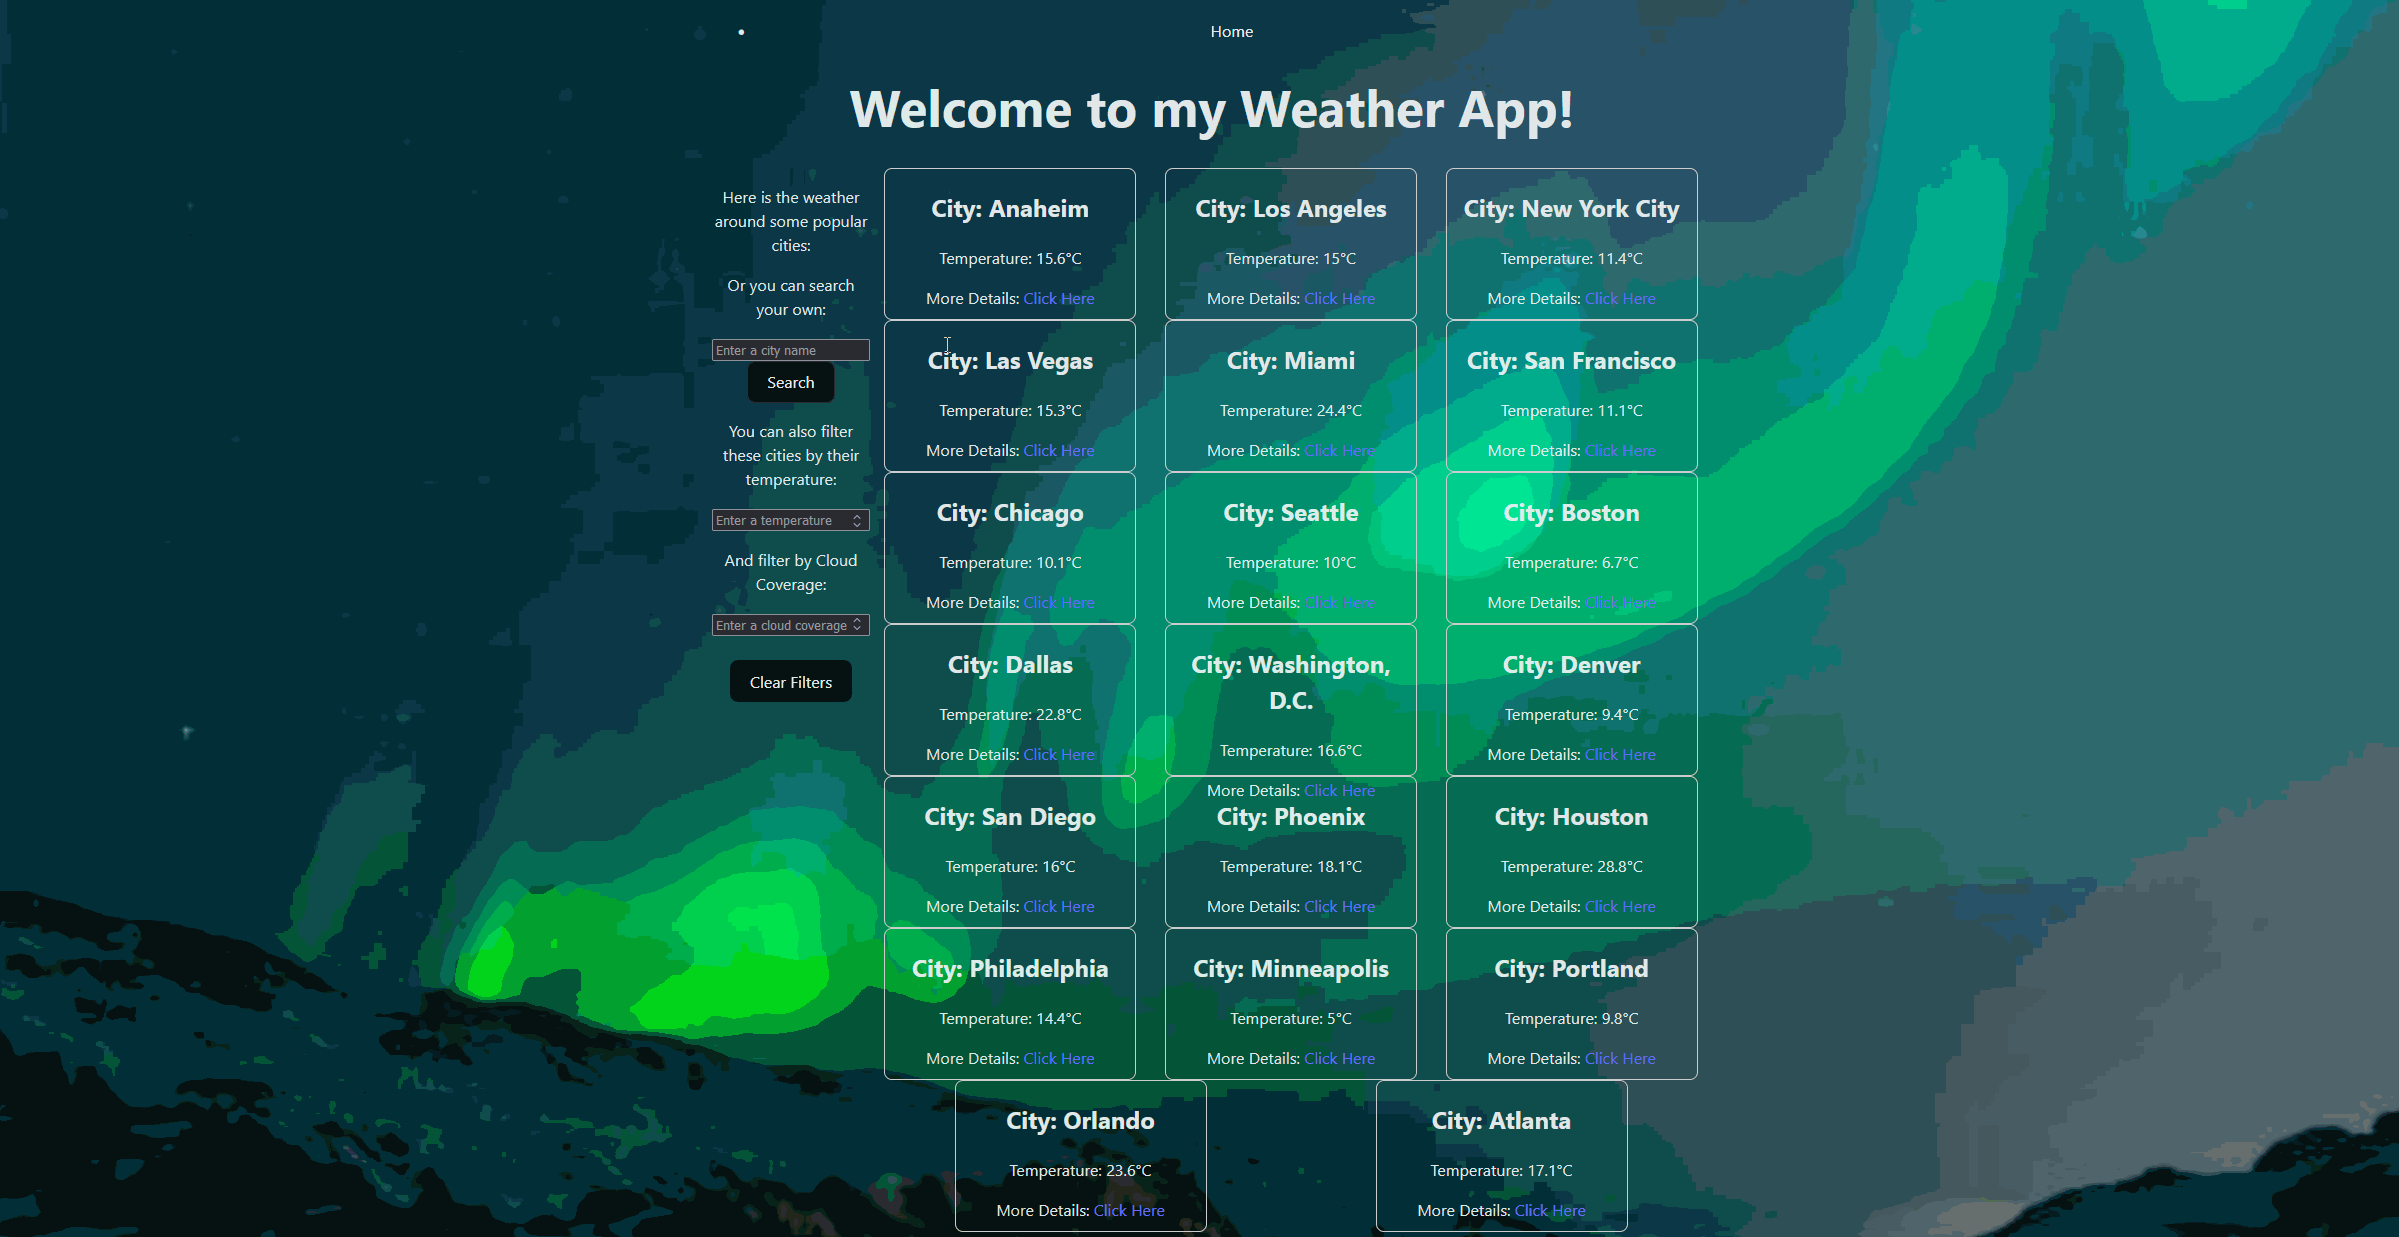 • Home
Welcome to my Weather App!
Here is the weather
around some popular
cities:
Or you can search
your own:
Enter a city name
Search
You can also filter
these cities by their
temperature:
Enter a temperature
And filter by Cloud
Coverage:
Enter a cloud coverage
Clear Filters
City: Anaheim
Temperature: 15.6°C
More Details: Click Here
City: Los Angeles
Temperature: 15°C
More Details: Click Here
City: New York City
Temperature: 11.4°C
More Details: Click Here
City: Las Vegas
Temperature: 15.3°C
More Details: Click Here
City: Miami
Temperature: 24.4°C
More Details: Click Here
City: San Francisco
Temperature: 11.1°C
More Details: Click Here
City: Chicago
Temperature: 10.1°C
More Details: Click Here
City: Seattle
Temperature: 10°C
More Details: Click Here
City: Boston
Temperature: 6.7°C
More Details: Click Here
City: Dallas
Temperature: 22.8°C
More Details: Click Here
City: Washington,
D.C.
Temperature: 16.6°C
More Details: Click Here
City: Denver
Temperature: 9.4°C
More Details: Click Here
City: San Diego
Temperature: 16°C
More Details: Click Here
City: Phoenix
Temperature: 18.1°C
More Details: Click Here
City: Houston
Temperature: 28.8°C
More Details: Click Here
City: Philadelphia
Temperature: 14.4°C
More Details: Click Here
City: Minneapolis
Temperature: 5°C
More Details: Click Here
City: Portland
Temperature: 9.8°C
More Details: Click Here
City: Orlando
Temperature: 23.6°C
More Details: Click Here
City: Atlanta
Temperature: 17.1°C
More Details: Click Here